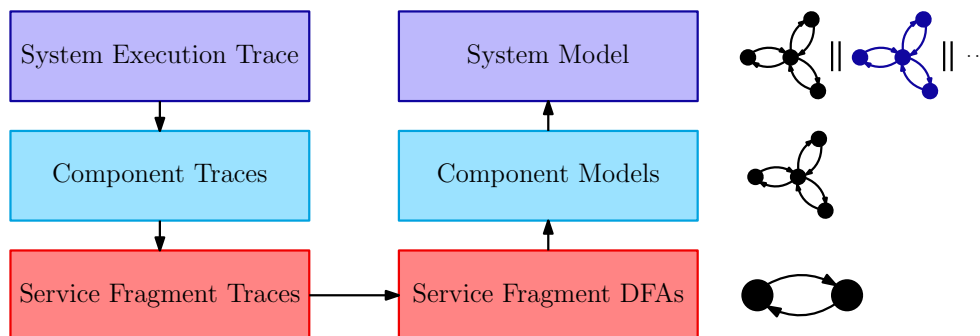 System Execution Trace
System Model
|| || ··
Component Traces
Component Models
Service Fragment Traces
Service Fragment DFAs